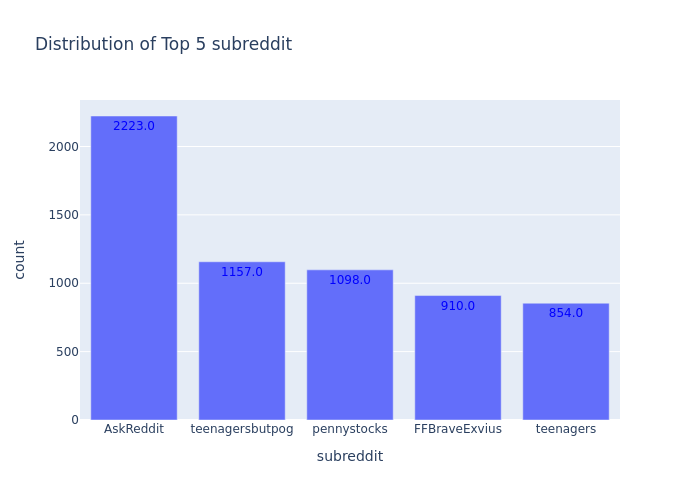 Distribution of Top 5 subreddit
count
2000
1500
1000
500
0
2223.0
1157.0
1098.0
910.0
854.0
AskReddit
teenagersbutpog
pennystocks
FFBraveExvius
teenagers
subreddit